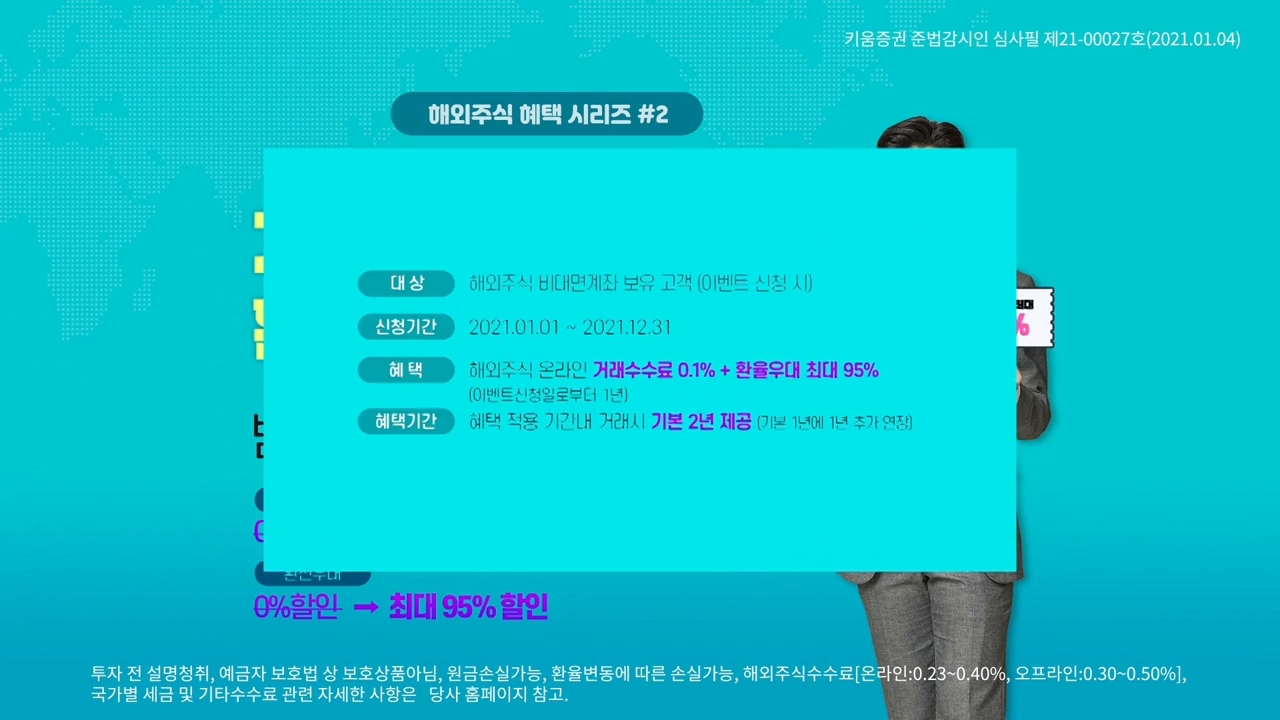 키움증권 준법감시인 심사필 제21-00027호(2021.01.04)
해외주식 혜택 시리즈 #2
대상 해외주식 비대면계좌 보유 고객 (이벤트 신청 시)
신청기간 2021.01.01 ~ 2021.12.31
혜택 해외주식 온라인 거래수수료 0.1% + 환율우대 최대 95%
(이벤트신청일로부터 1년)
혜택기간 혜택 적용 기간내 거래시 기본 2년 제공 (기본 1년에 1년 추가 연장)
최대
%
0%할인 → 최대 95% 할인
투자 전 설명청취, 예금자 보호법 상 보호상품아님, 원금손실가능, 환율변동에 따른 손실가능, 해외주식수수료[온라인:0.23~0.40%, 오프라인:0.30~0.50%],
국가별 세금 및 기타수수료 관련 자세한 사항은 당사 홈페이지 참고.